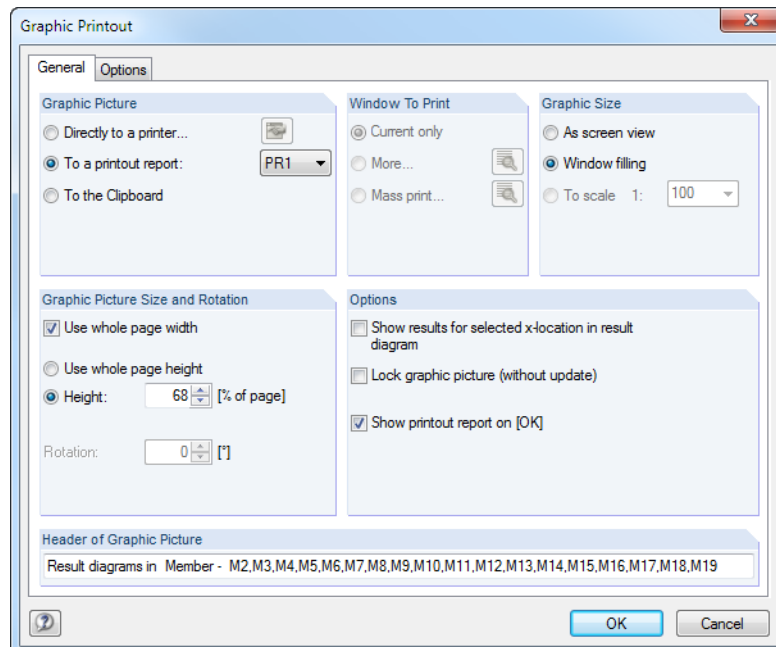 Graphic Printout
General
Options
Graphic Picture
Directly to a printer...
To a printout report:
PR1
To the Clipboard
Window To Print
Current only
More...
Mass print...
Graphic Size
As screen view
Window filling
To scale 1:
100
Graphic Picture Size and Rotation
Use whole page width
Use whole page height
Height:
68
[% of page]
Rotation:
0
[°]
Options
Show results for selected x-location in result
diagram
Lock graphic picture (without update)
Show printout report on [OK]
Header of Graphic Picture
Result diagrams in Member - M2,M3,M4,M5,M6,M7,M8,M9,M10,M11,M12,M13,M14,M15,M16,M17,M18,M19
OK
Cancel